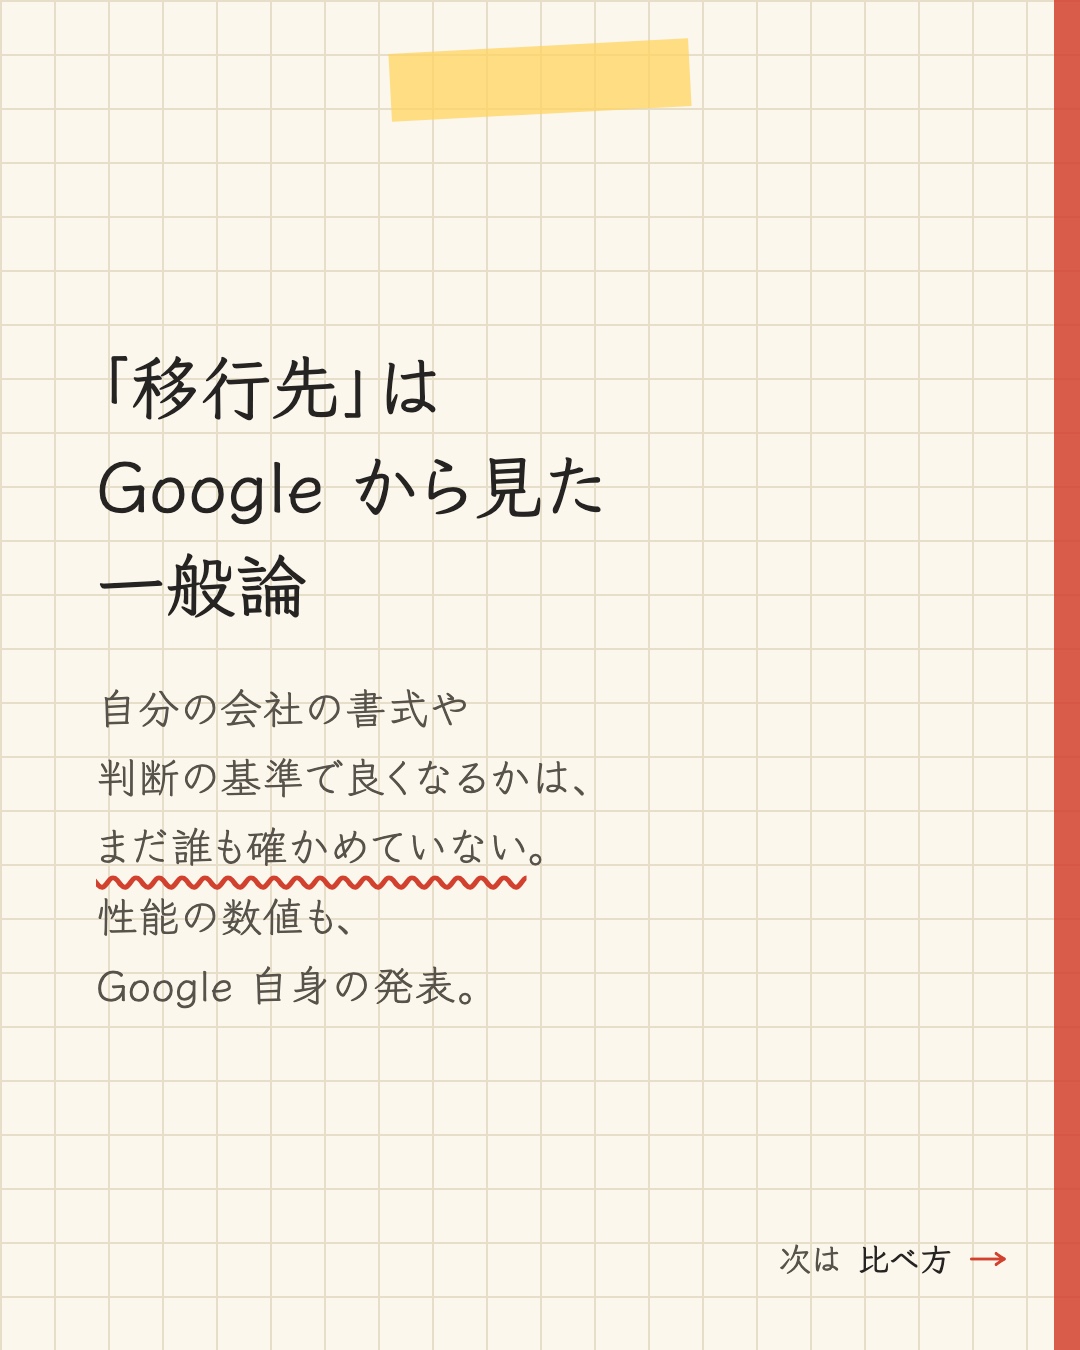 「移行先」は
Google から見た
一般論
自分の会社の書式や
判断の基準で良くなるかは、
まだ誰も確かめていない。
性能の数値も、
Google 自身の発表。
次は 比べ方 →